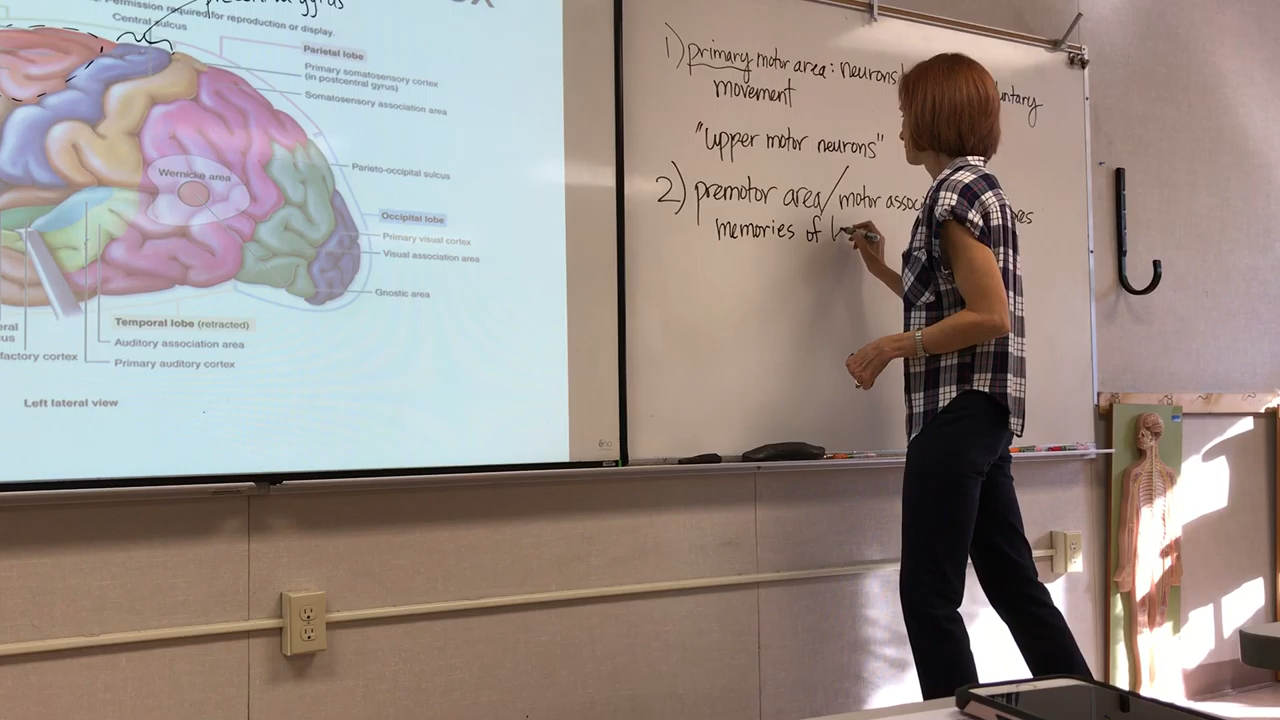 precentral gyrus
Permission required for reproduction or display.
Central sulcus
Parietal lobe
Primary somatosensory cortex
(in postcentral gyrus)
Somatosensory association area
Wernicke area
Parieto-occipital sulcus
Occipital lobe
Primary visual cortex
Visual association area
Gnostic area
Temporal lobe (retracted)
Auditory association area
Primary auditory cortex
Left lateral view
eno
1) primary motor area: neurons
movement
"upper motor neurons"
2) premotor area/motor assoc
memories of